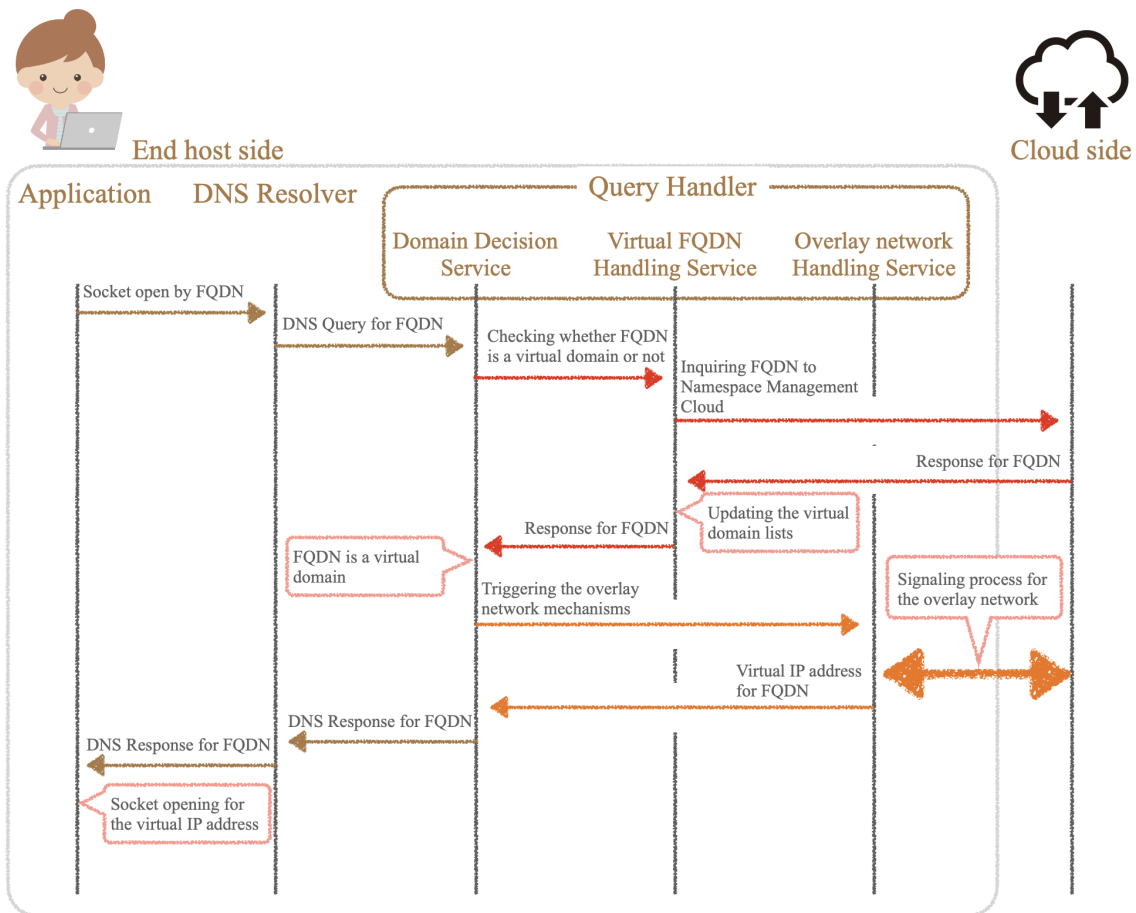 End host side
Cloud side
Application
DNS Resolver
Query Handler
Domain Decision
Service
Virtual FQDN
Handling Service
Overlay network
Handling Service
Socket open by FQDN
DNS Query for FQDN
Checking whether FQDN
is a virtual domain or not
Inquiring FQDN to
Namespace Management
Cloud
Response for FQDN
Updating the virtual
domain lists
Response for FQDN
FQDN is a virtual
domain
Triggering the overlay
network mechanisms
Signaling process for
the overlay network
Virtual IP address
for FQDN
DNS Response for FQDN
DNS Response for FQDN
Socket opening for
the virtual IP address